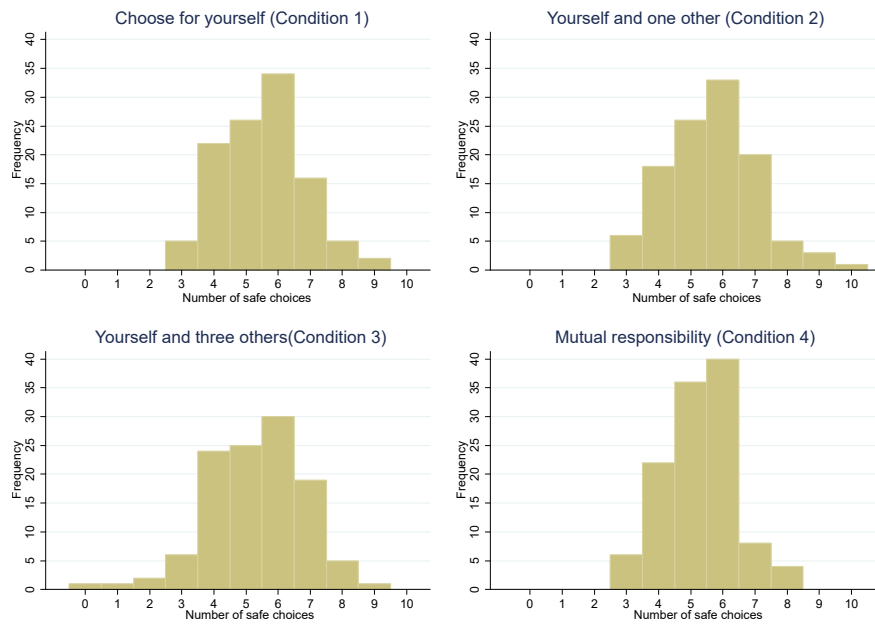 Choose for yourself (Condition 1)
Frequency
0 5 10 15 20 25 30 35 40
0 1 2 3 4 5 6 7 8 9 10
Number of safe choices
Yourself and one other (Condition 2)
Frequency
0 5 10 15 20 25 30 35 40
0 1 2 3 4 5 6 7 8 9 10
Number of safe choices
Yourself and three others(Condition 3)
Frequency
0 5 10 15 20 25 30 35 40
0 1 2 3 4 5 6 7 8 9 10
Number of safe choices
Mutual responsibility (Condition 4)
Frequency
0 5 10 15 20 25 30 35 40
0 1 2 3 4 5 6 7 8 9 10
Number of safe choices